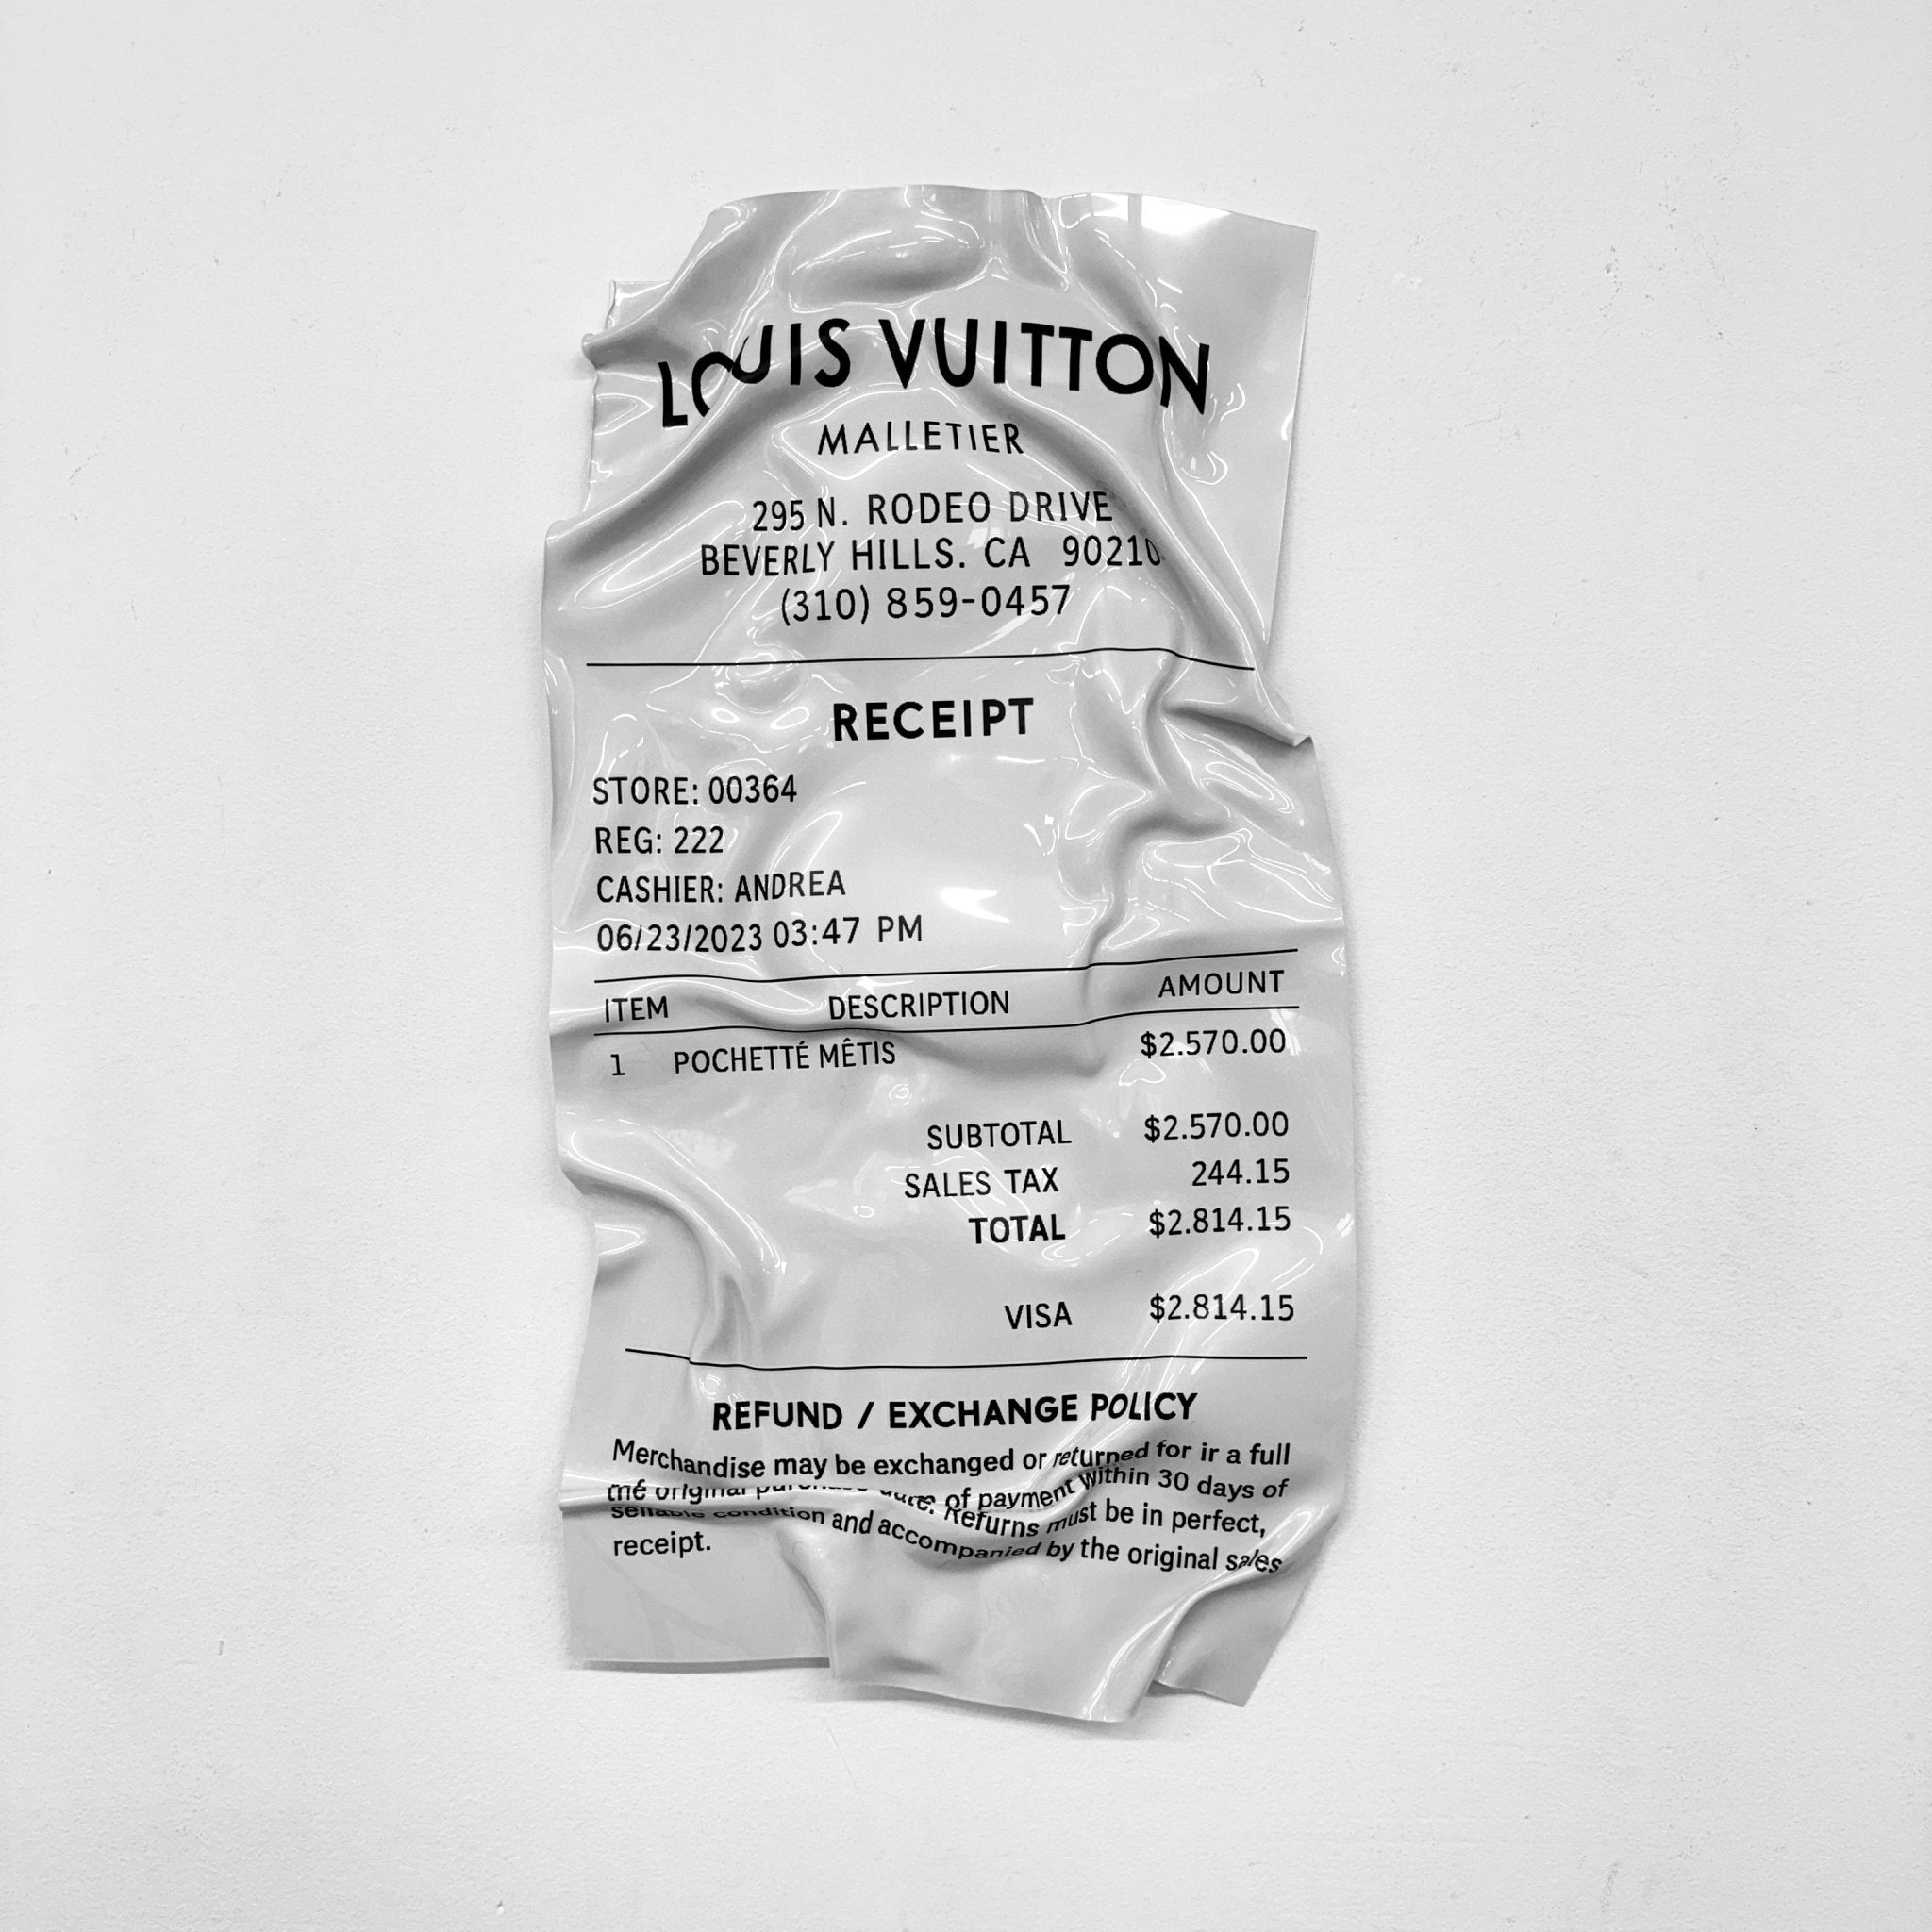 LOUIS VUITTON
MALLETIER
295 N. RODEO DRIVE
BEVERLY HILLS. CA 90210
(310) 859-0457
RECEIPT
STORE: 00364
REG: 222
CASHIER: ANDREA
06/23/2023 03:47 PM
ITEM DESCRIPTION AMOUNT
1 POCHETTÉ MÊTIS $2.570.00
SUBTOTAL $2.570.00
SALES TAX 244.15
TOTAL $2.814.15
VISA $2.814.15
REFUND / EXCHANGE POLICY
Merchandise may be exchanged or returned for ir a full
mé original of payment within 30 days of
condition Refurns must be in perfect,
and accompanied by the original sales
receipt.